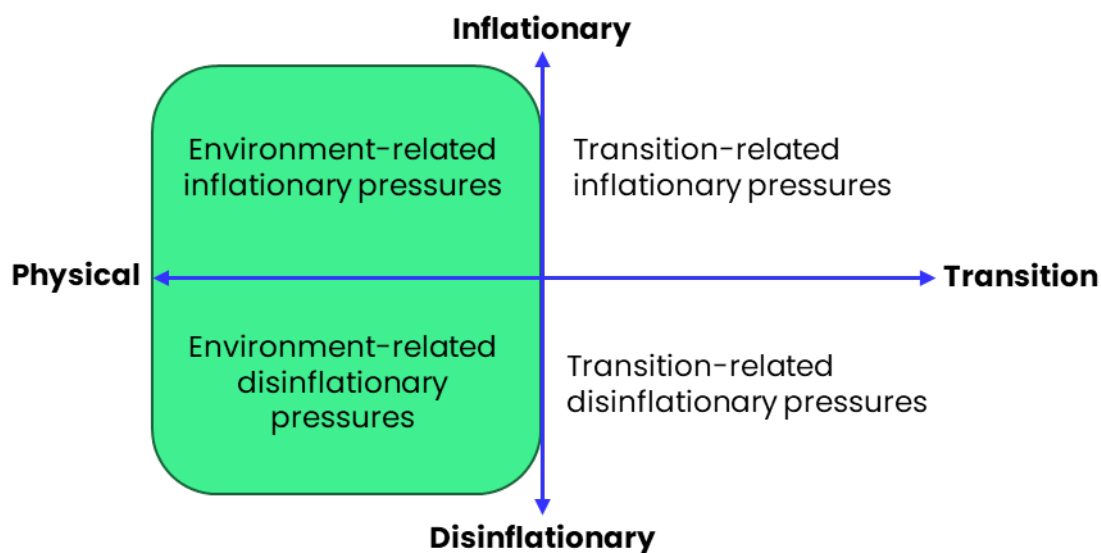 Inflationary
Environment-related
inflationary pressures
Transition-related
inflationary pressures
Physical
Transition
Environment-related
disinflationary
pressures
Transition-related
disinflationary pressures
Disinflationary